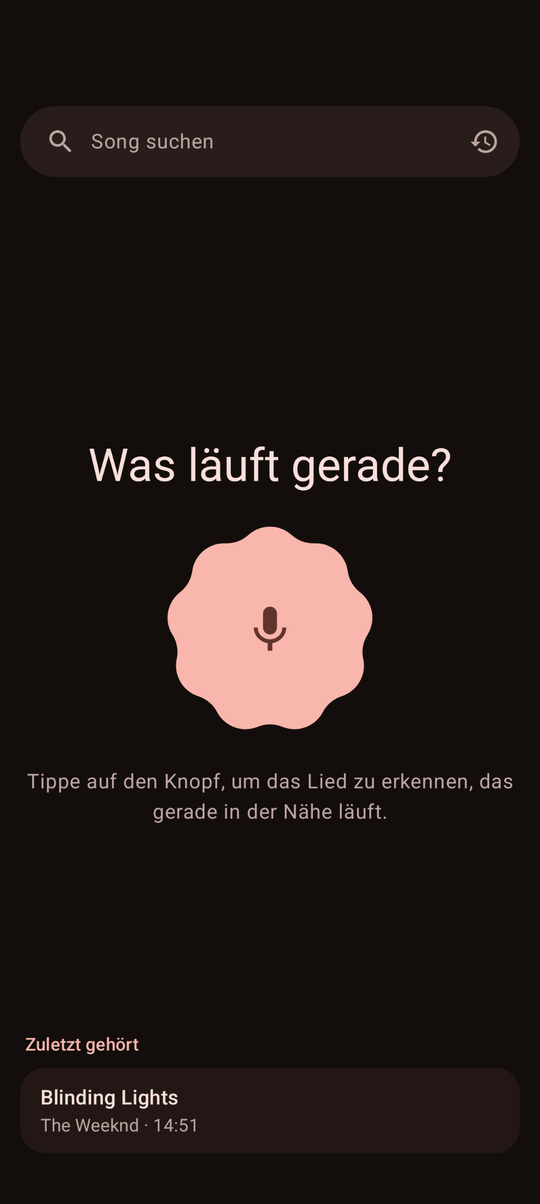 Song suchen
Was läuft gerade?
Tippe auf den Knopf, um das Lied zu erkennen, das
gerade in der Nähe läuft.
Zuletzt gehört
Blinding Lights
The Weeknd · 14:51